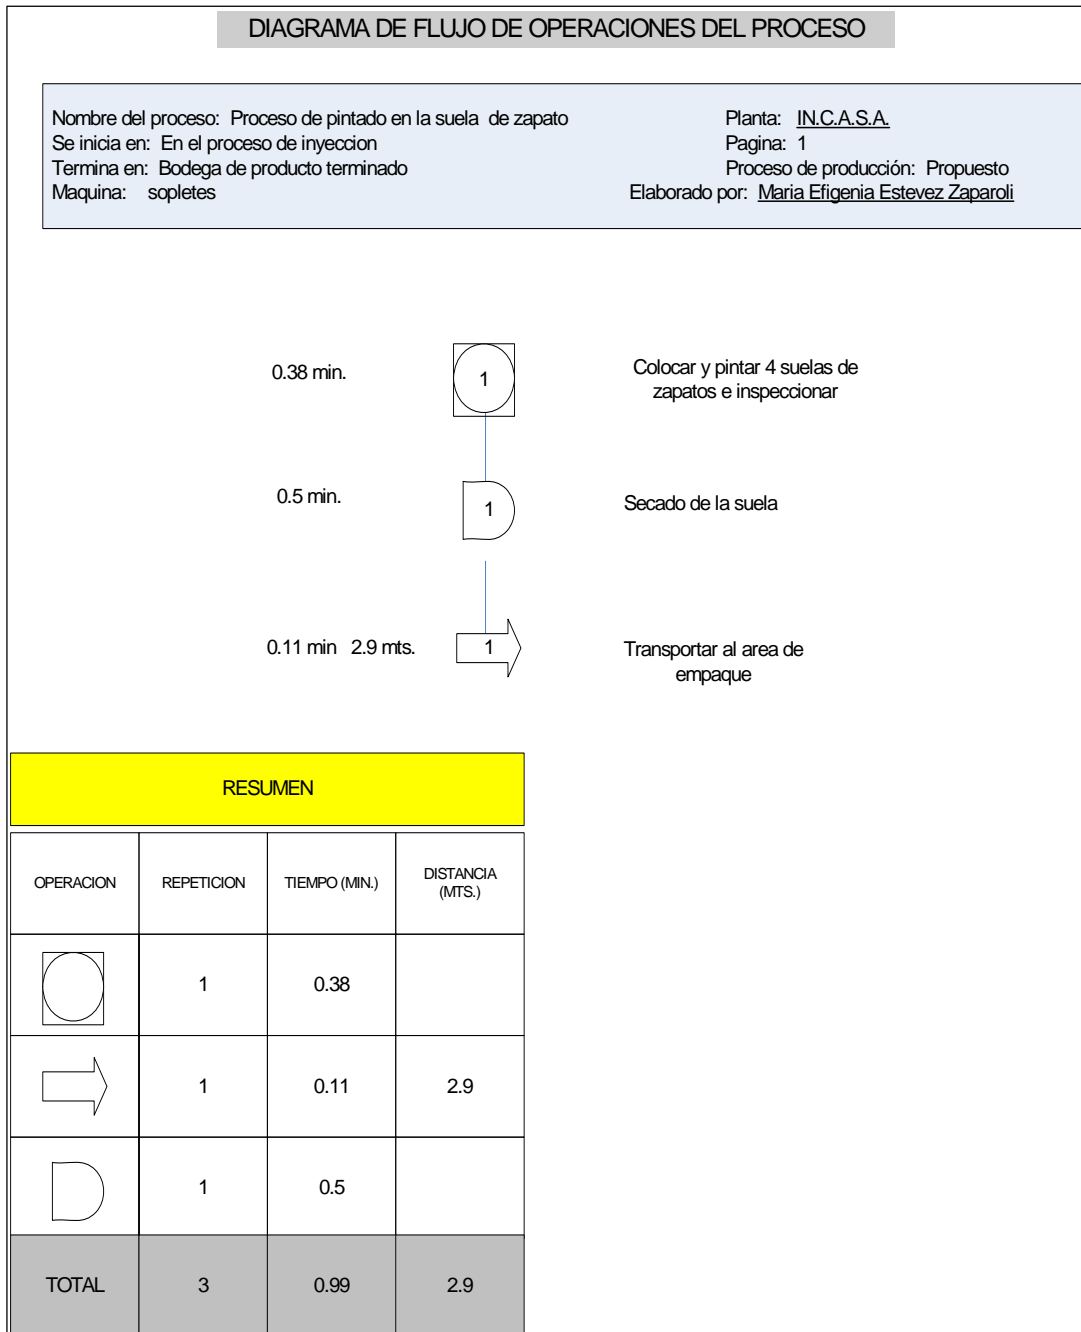 DIAGRAMA DE FLUJO DE OPERACIONES DEL PROCESO
Nombre del proceso: Proceso de pintado en la suela de zapato
Planta: IN.C.A.S.A.
Se inicia en: En el proceso de inyeccion
Pagina: 1
Termina en: Bodega de producto terminado
Proceso de producción: Propuesto
Maquina: sopletes
Elaborado por: Maria Efigenia Estevez Zaparoli
0.38 min.
1
Colocar y pintar 4 suelas de
zapatos e inspeccionar
0.5 min.
1
Secado de la suela
0.11 min 2.9 mts.
1
Transportar al area de
empaque
RESUMEN
OPERACION REPETICION TIEMPO (MIN.) DISTANCIA
(MTS.)
1 0.38
1 0.11 2.9
1 0.5
TOTAL 3 0.99 2.9